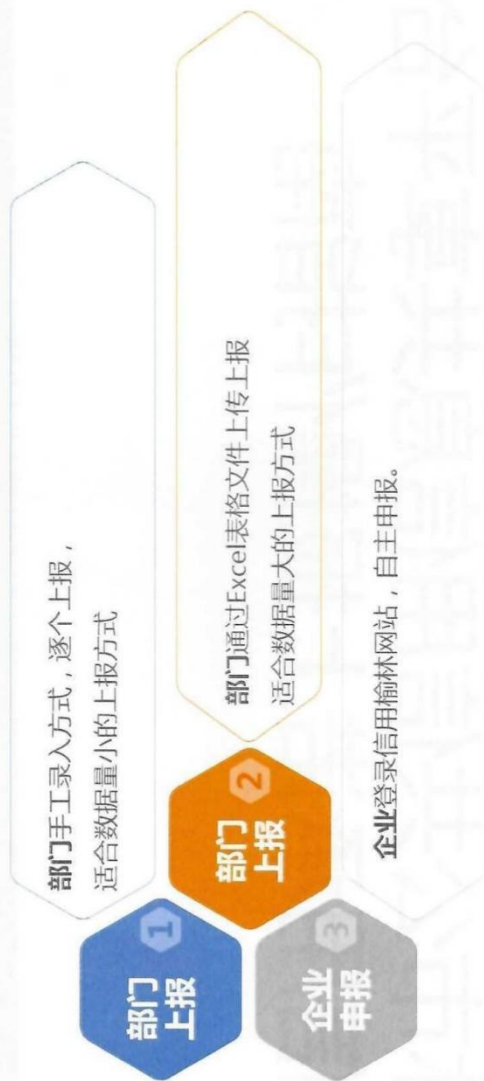 部门
上报
1
部门手工录入方式，逐个上报，
适合数据量小的上报方式
部门
上报
2
部门通过Excel表格文件上传上报
适合数据量大的上报方式
企业
申报
3
企业登录信用榆林网站，自主申报。